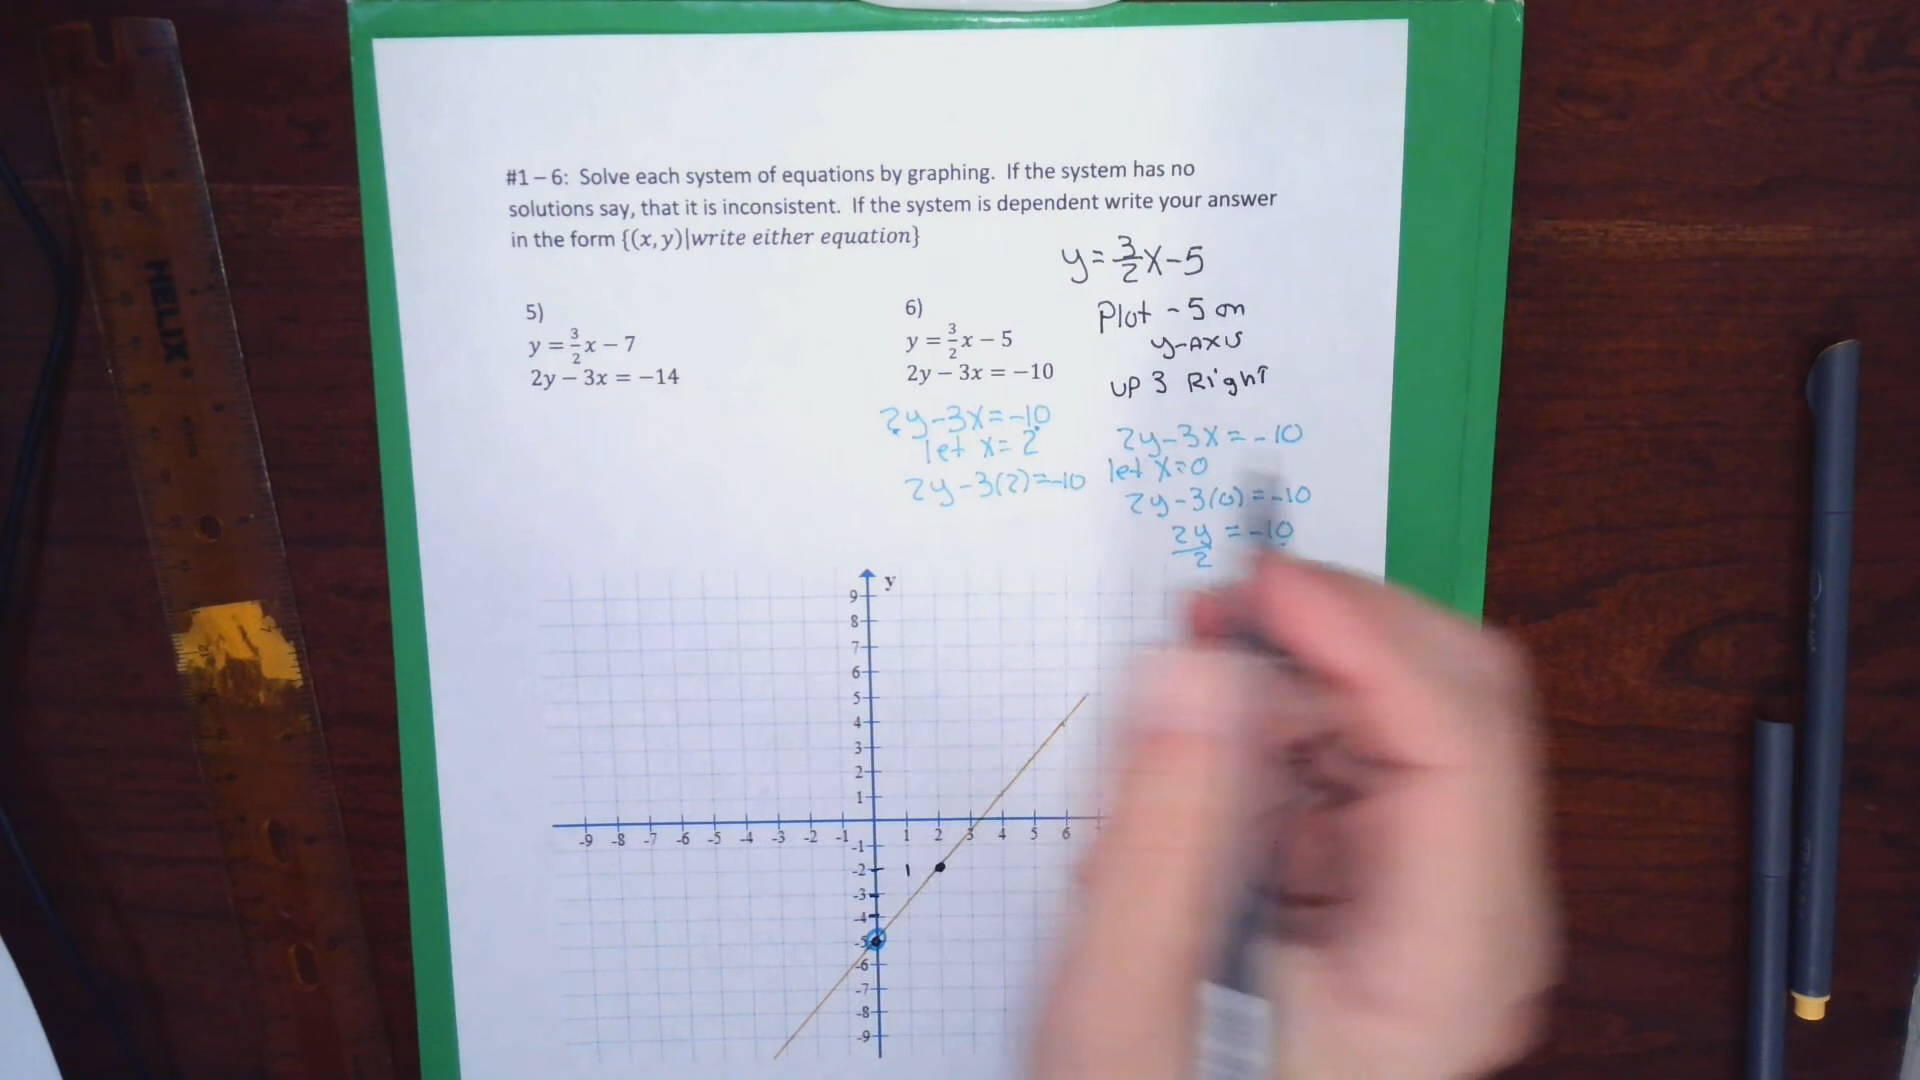 #1 – 6: Solve each system of equations by graphing. If the system has no
solutions say, that it is inconsistent. If the system is dependent write your answer
in the form {(x, y)|write either equation}
5)
y = 3/2 x – 7
2y – 3x = –14
6)
y = 3/2 x – 5
2y – 3x = –10
y = 3/2 x - 5
Plot -5 on
y-AXIS
UP 3 Right
2y-3x=-10
let x=2
2y-3(2)=-10
2y-3x=-10
let x=0
2y-3(0)=-10
2y = -10
2
y
9
8
7
6
5
4
3
2
1
-9 -8 -7 -6 -5 -4 -3 -2 -1 1 2 3 4 5 6
-1
-2
-3
-4
-5
-6
-7
-8
-9
HELIX